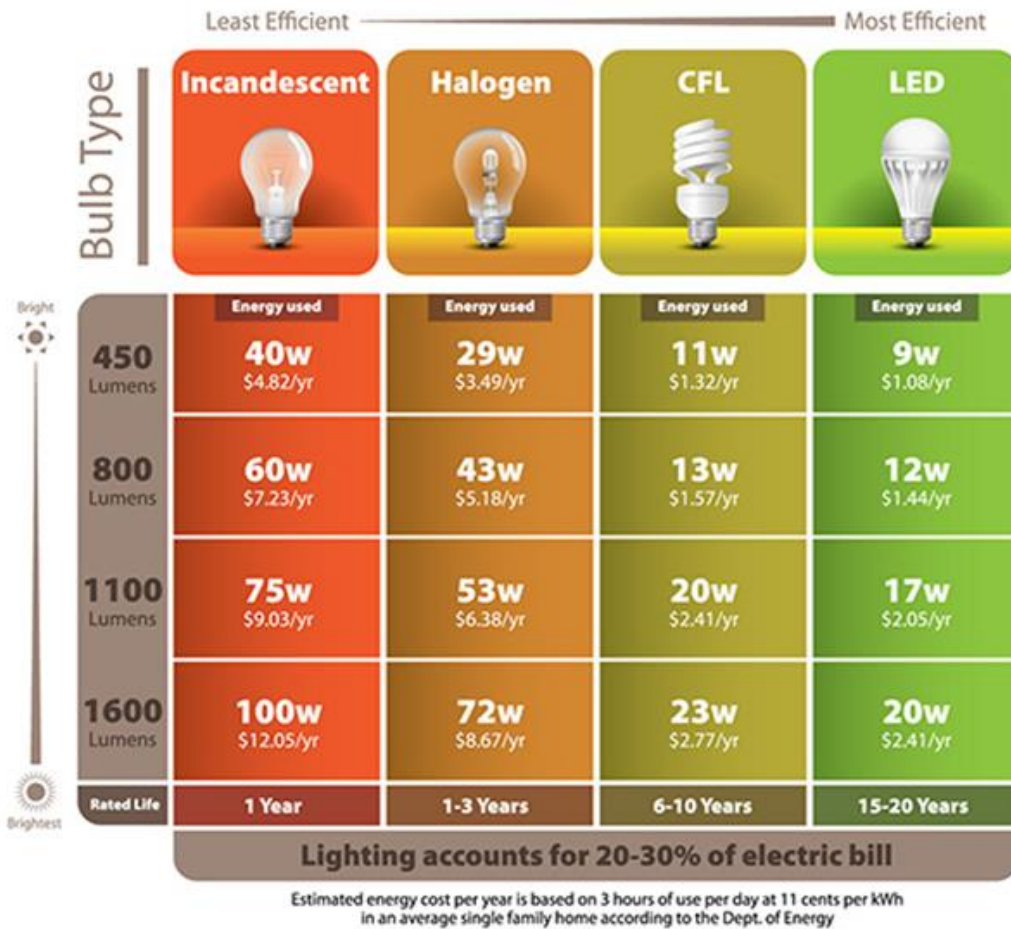 Least Efficient Most Efficient
Bulb Type
Incandescent Halogen CFL LED
Bright
Energy used Energy used Energy used Energy used
450 40w 29w 11w 9w
Lumens $4.82/yr $3.49/yr $1.32/yr $1.08/yr
800 60w 43w 13w 12w
Lumens $7.23/yr $5.18/yr $1.57/yr $1.44/yr
1100 75w 53w 20w 17w
Lumens $9.03/yr $6.38/yr $2.41/yr $2.05/yr
1600 100w 72w 23w 20w
Lumens $12.05/yr $8.67/yr $2.77/yr $2.41/yr
Rated Life 1 Year 1-3 Years 6-10 Years 15-20 Years
Brightest
Lighting accounts for 20-30% of electric bill
Estimated energy cost per year is based on 3 hours of use per day at 11 cents per kWh
in an average single family home according to the Dept. of Energy